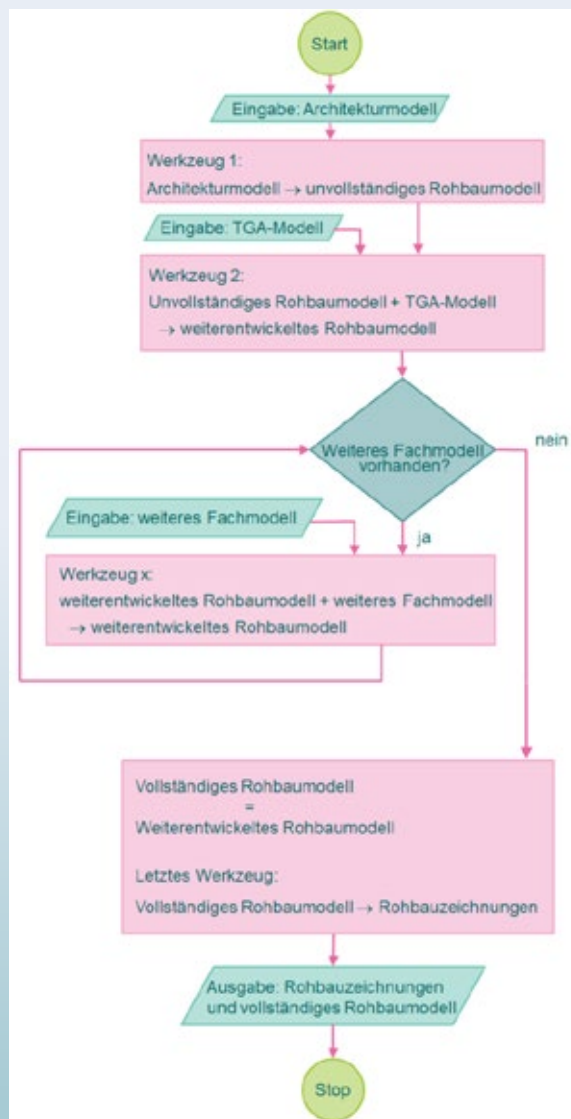 Start
Eingabe: Architekturmodell
Werkzeug 1:
Architekturmodell → unvollständiges Rohbaumodell
Eingabe: TGA-Modell
Werkzeug 2:
Unvollständiges Rohbaumodell + TGA-Modell
→ weiterentwickeltes Rohbaumodell
Weiteres Fachmodell
vorhanden?
nein
Eingabe: weiteres Fachmodell
ja
Werkzeug x:
weiterentwickeltes Rohbaumodell + weiteres Fachmodell
→ weiterentwickeltes Rohbaumodell
Vollständiges Rohbaumodell
=
Weiterentwickeltes Rohbaumodell
Letztes Werkzeug:
Vollständiges Rohbaumodell → Rohbauzeichnungen
Ausgabe: Rohbauzeichnungen
und vollständiges Rohbaumodell
Stop